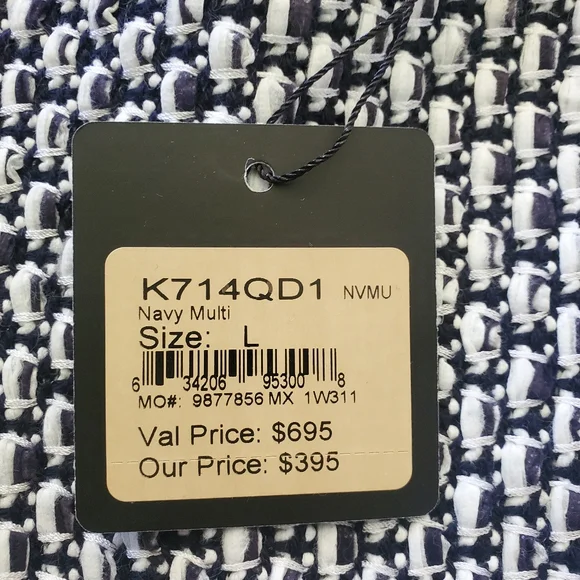 K714QD1 NVMU
Navy Multi
Size: L
6 34206 95300 8
MO#: 9877856 MX 1W311
Val Price: $695
Our Price: $395